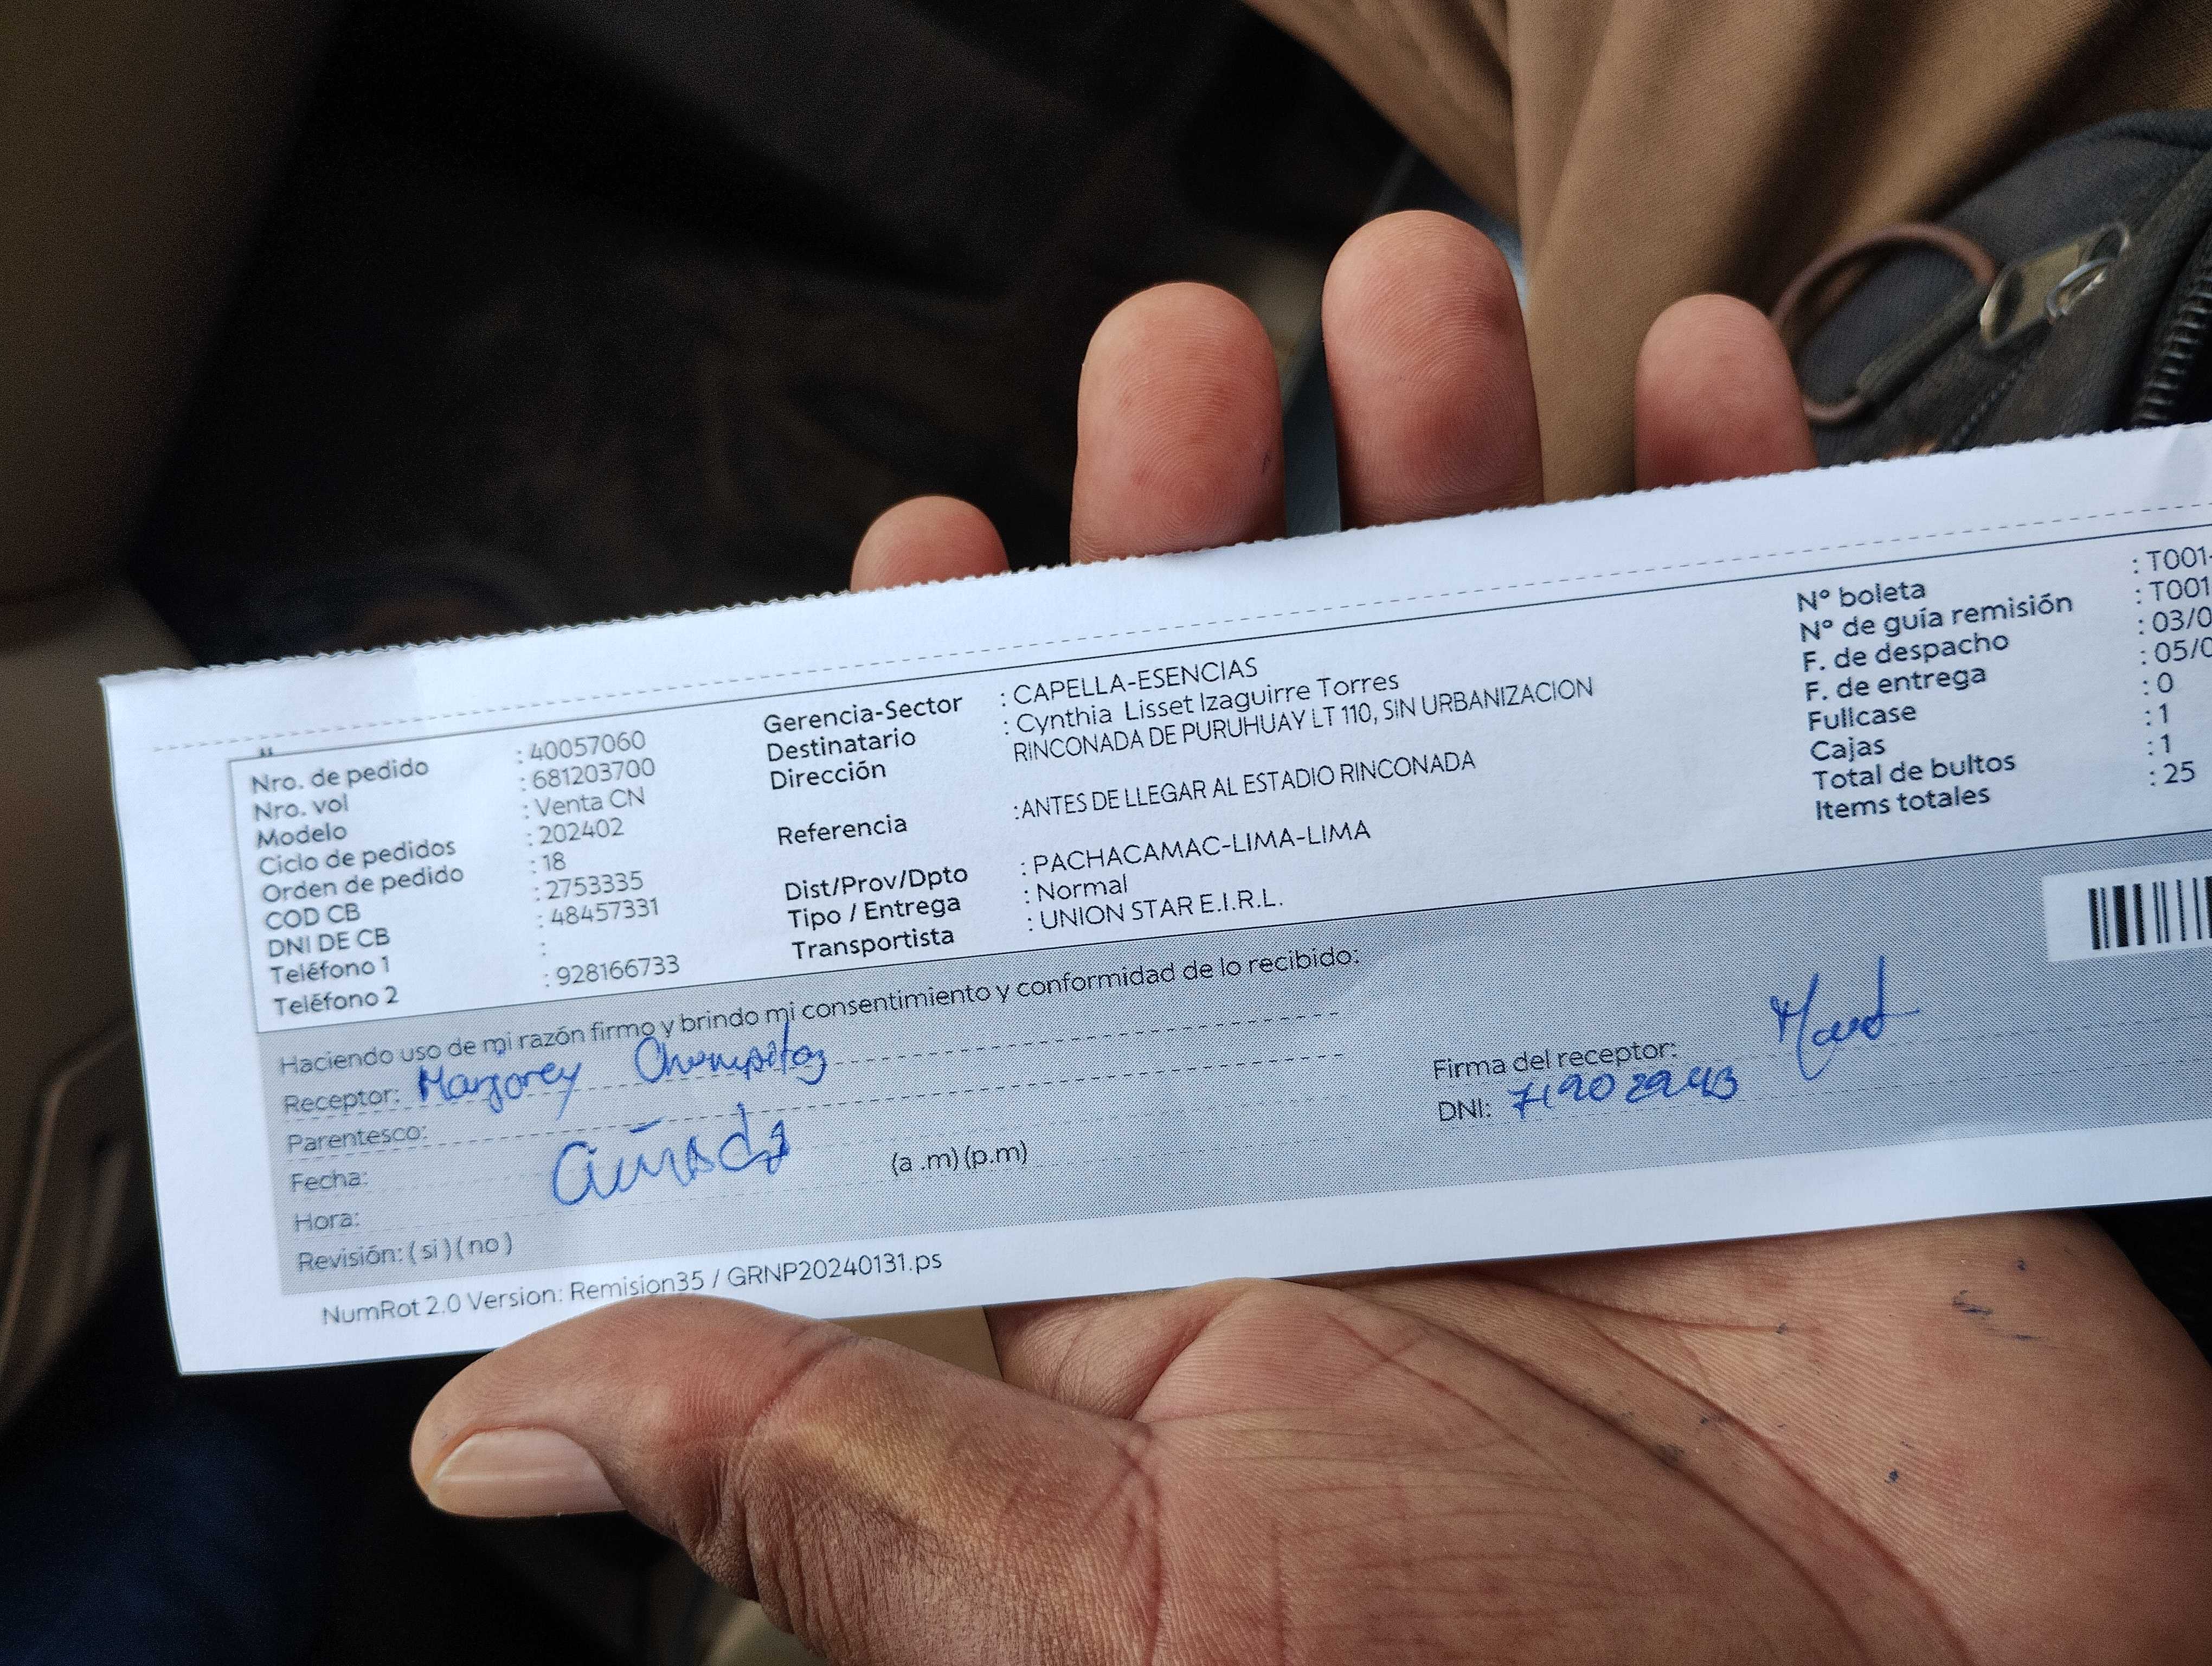 Nro. de pedido : 40057060
Nro. vol : 681203700
Modelo : Venta CN
Ciclo de pedidos : 202402
Orden de pedido : 18
COD CB : 2753335
DNI DE CB : 48457331
Teléfono 1 :
Teléfono 2 : 928166733
Gerencia-Sector : CAPELLA-ESENCIAS
Destinatario : Cynthia Lisset Izaguirre Torres
Dirección RINCONADA DE PURUHUAY LT 110, SIN URBANIZACION
Referencia : ANTES DE LLEGAR AL ESTADIO RINCONADA
Dist/Prov/Dpto : PACHACAMAC-LIMA-LIMA
Tipo / Entrega : Normal
Transportista : UNION STAR E.I.R.L.
Nº boleta : T001-
Nº de guía remisión : T001
F. de despacho : 03/0
F. de entrega : 05/0
Fullcase : 0
Cajas : 1
Total de bultos : 1
Items totales : 25
Haciendo uso de mi razón firmo y brindo mi consentimiento y conformidad de lo recibido:
Receptor: Marjorey Chumpitaz
Parentesco:
Fecha: Cuñada
Hora: (a .m) (p.m)
Revisión: ( si ) ( no )
Firma del receptor:
DNI: 71902943
NumRot 2.0 Version: Remision35 / GRNP20240131.ps